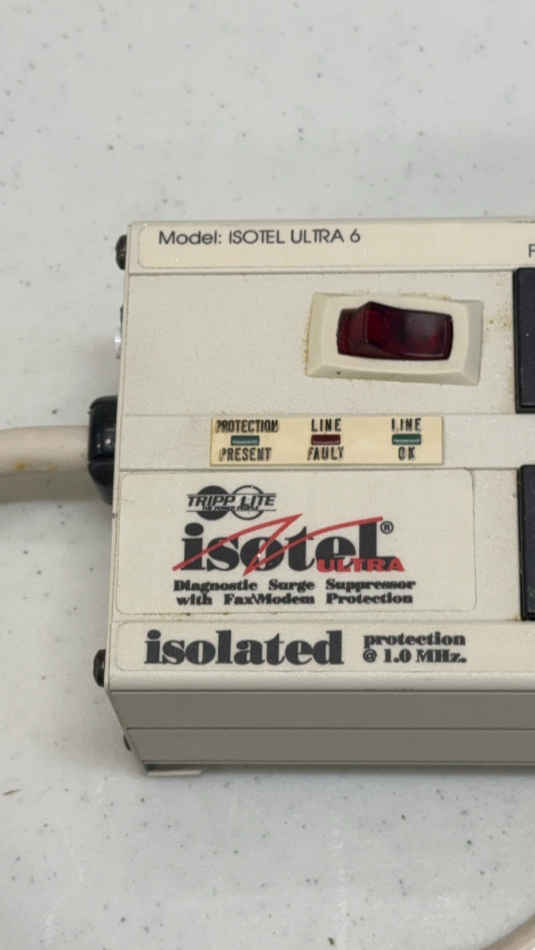 Model: ISOTEL ULTRA 6
PROTECTION LINE LINE
PRESENT FAULT OK
TRIPP LITE
isoteL®
ULTRA
Diagnostic Surge Suppressor
with Fax\Modem Protection
isolated protection
@ 1.0 MHz.